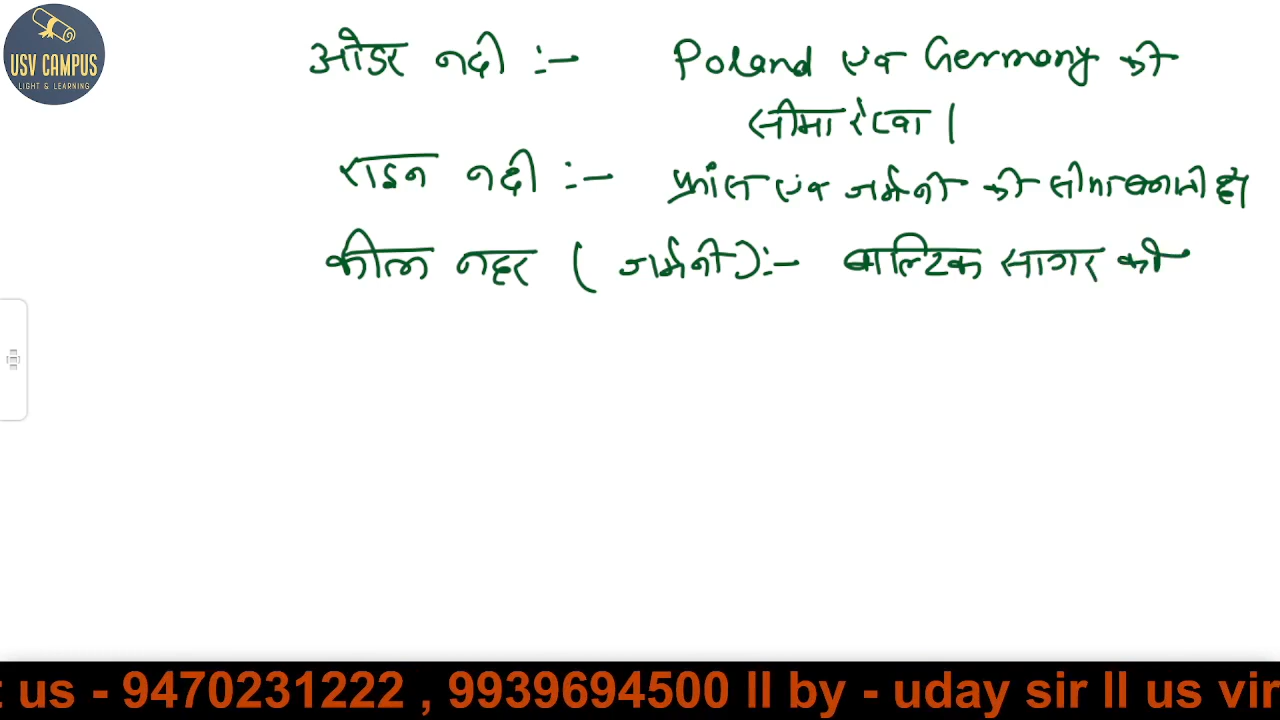 USV CAMPUS
LIGHT & LEARNING
ओडर नदी :- Poland एवं Germany की
सीमा रेखा |
राइन नदी :- फ्रांस एवं जर्मनी की सीमा बनाती है।
कील नहर ( जर्मनी ) :- बाल्टिक सागर को
t us - 9470231222 , 9939694500 ll by - uday sir ll us vir